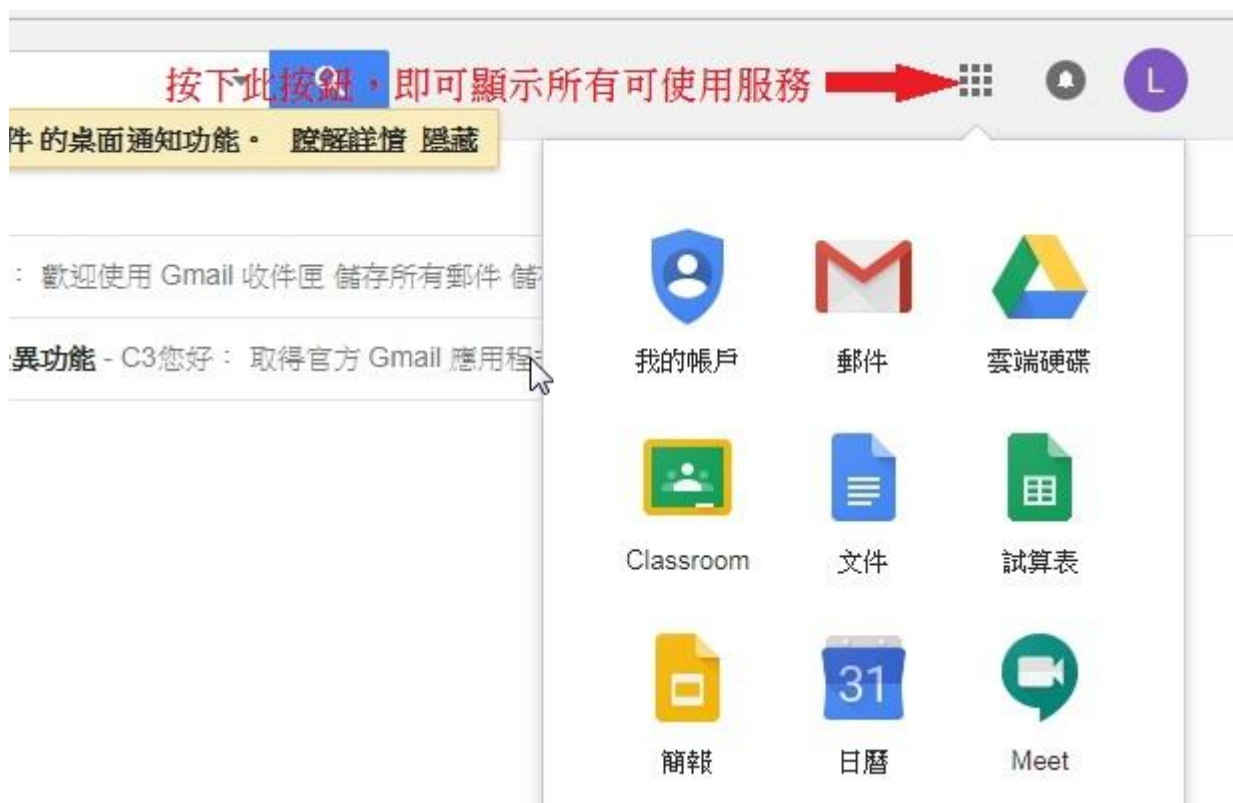 按下此按鈕，即可顯示所有可使用服務
L
件 的桌面通知功能。 瞭解詳情 隱藏
： 歡迎使用 Gmail 收件匣 儲存所有郵件 儲
異功能 - C3您好： 取得官方 Gmail 應用程
我的帳戶 郵件 雲端硬碟
Classroom 文件 試算表
31
簡報 日曆 Meet